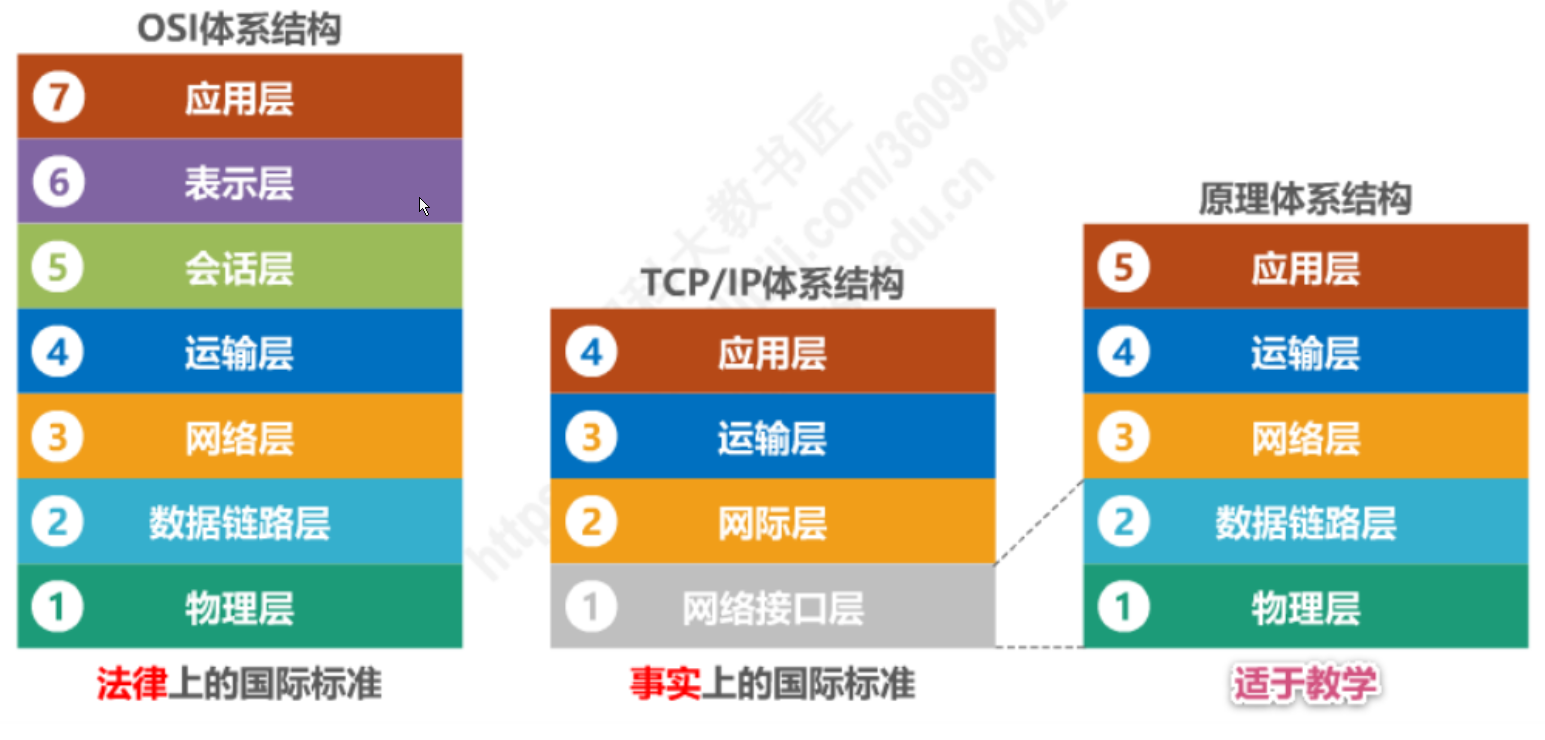 OSI体系结构
7 应用层
6 表示层
5 会话层
4 运输层
3 网络层
2 数据链路层
1 物理层
法律上的国际标准
TCP/IP体系结构
4 应用层
3 运输层
2 网际层
1 网络接口层
事实上的国际标准
原理体系结构
5 应用层
4 运输层
3 网络层
2 数据链路层
1 物理层
适于教学
大教书匠
.com/360996402
edu.cn
http